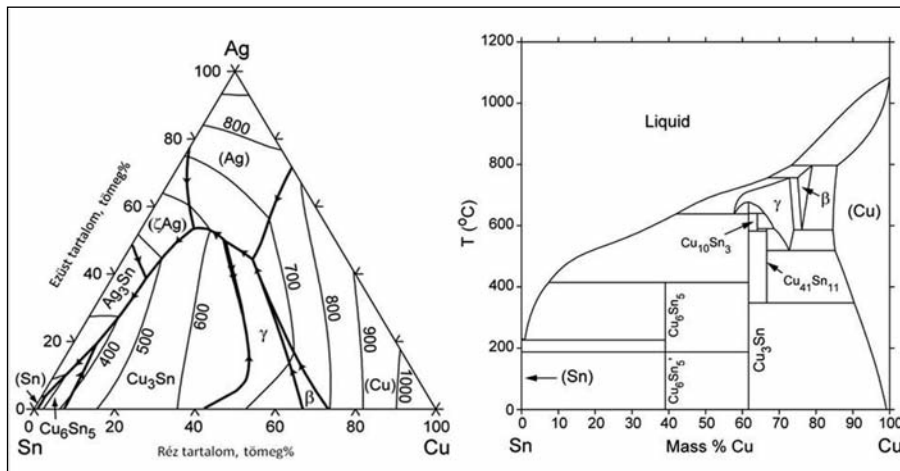 Ag
100
80
60
40
20
0
Ezüst tartalom, tömeg%
800
(Ag)
(ζAg)
Ag₃Sn
700
600
500
400
800
900
1000
Cu₃Sn
γ
β
(Cu)
(Sn)
Cu₆Sn₅
0 20 40 60 80 100
Sn
Réz tartalom, tömeg%
Cu
1200
1000
800
600
400
200
0
T (°C)
Liquid
γ
β
(Cu)
Cu₁₀Sn₃
Cu₄₁Sn₁₁
Cu₆Sn₅
Cu₃Sn
(Sn)
Cu₆Sn₅'
0 10 20 30 40 50 60 70 80 90 100
Sn
Mass % Cu
Cu